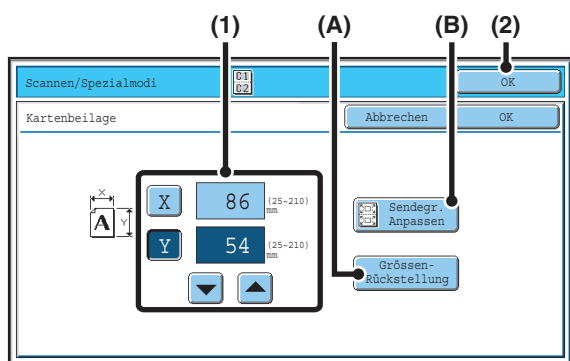 (1) (A) (B) (2)
Scannen/Spezialmodi C1 C2 OK
Kartenbeilage Abbrechen OK
X
Y
A
X 86 (25~210)
mm
Y 54 (25~210)
mm
Sendegr.
Anpassen
Grössen-
Rückstellung